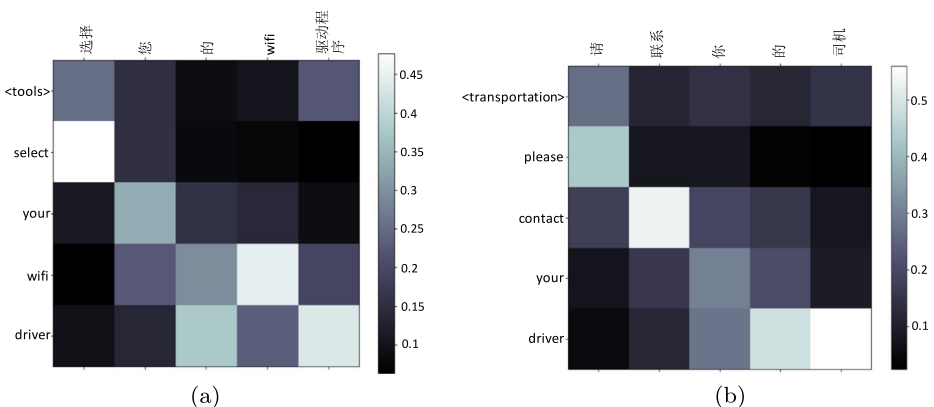 选择
您
的
wifi
驱动程
序
<tools>
select
your
wifi
driver
0.45
0.4
0.35
0.3
0.25
0.2
0.15
0.1
(a)
请
联系
你
的
司机
<transportation>
please
contact
your
driver
0.5
0.4
0.3
0.2
0.1
(b)